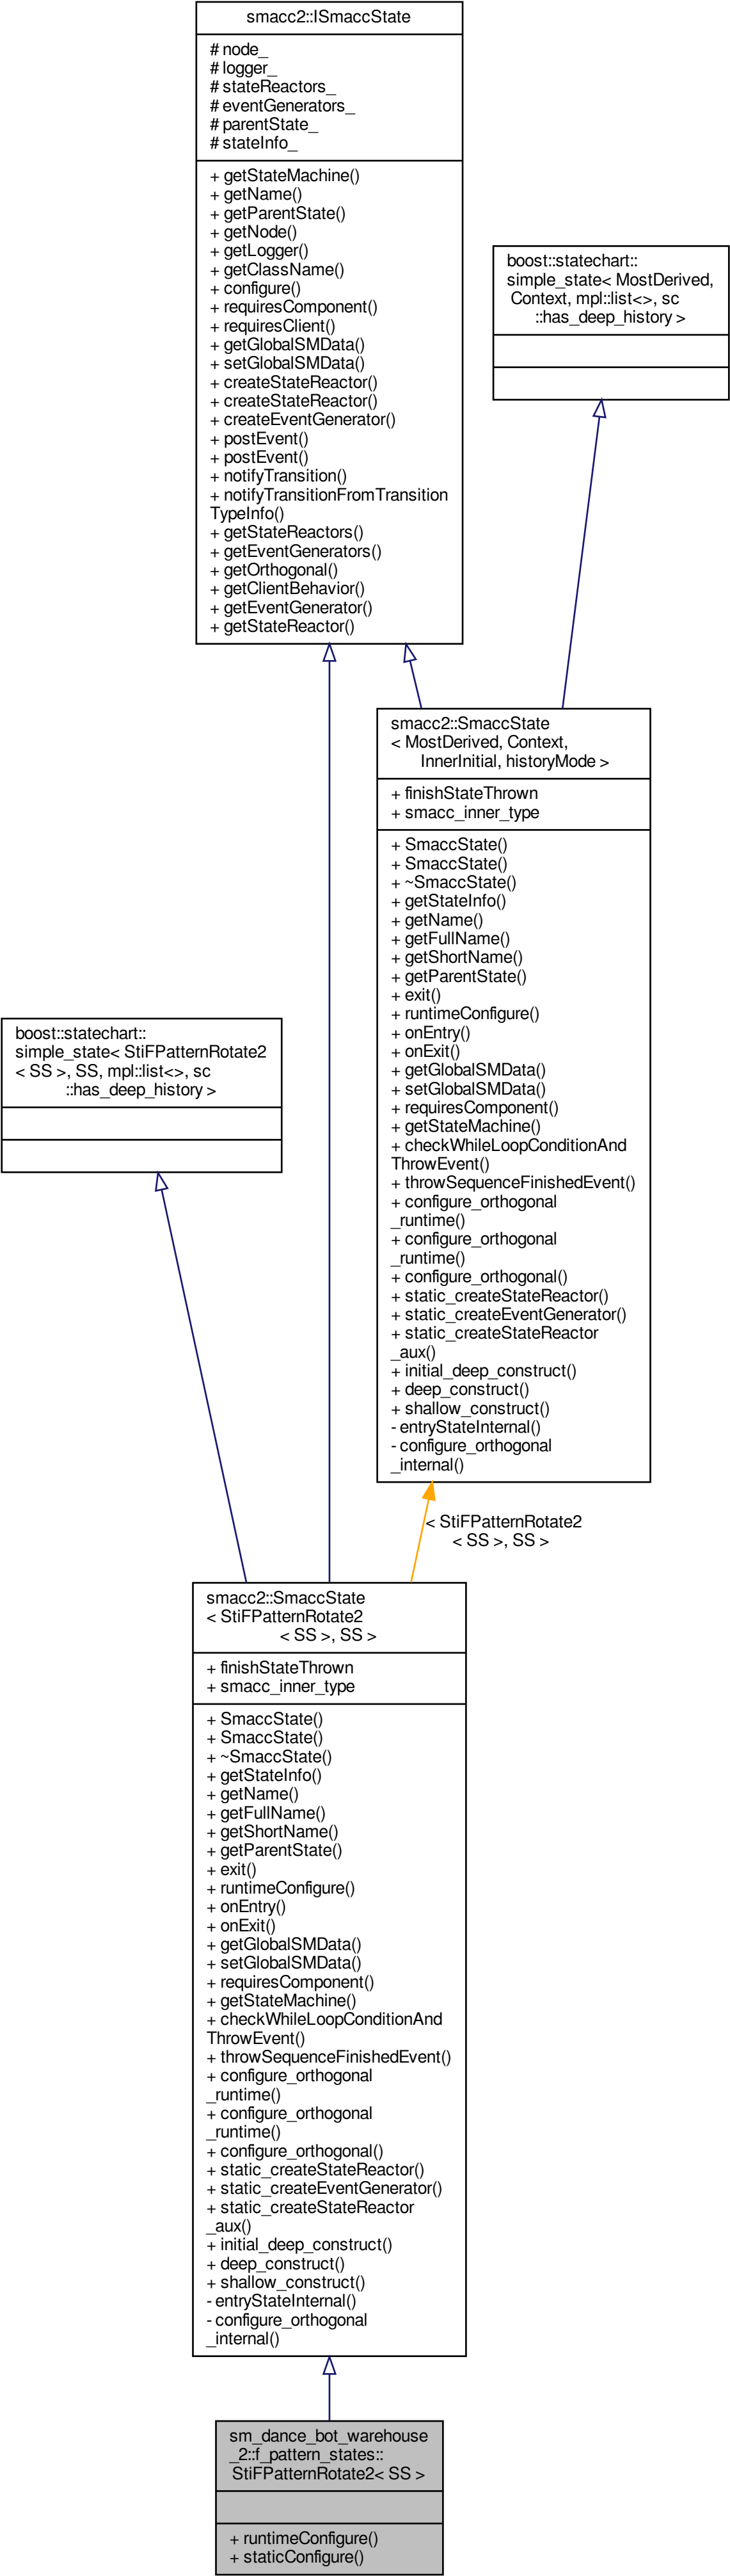 smacc2::ISmaccState
# node_
# logger_
# stateReactors_
# eventGenerators_
# parentState_
# stateInfo_
+ getStateMachine()
+ getName()
+ getParentState()
+ getNode()
+ getLogger()
+ getClassName()
+ configure()
+ requiresComponent()
+ requiresClient()
+ getGlobalSMData()
+ setGlobalSMData()
+ createStateReactor()
+ createStateReactor()
+ createEventGenerator()
+ postEvent()
+ postEvent()
+ notifyTransition()
+ notifyTransitionFromTransition
TypeInfo()
+ getStateReactors()
+ getEventGenerators()
+ getOrthogonal()
+ getClientBehavior()
+ getEventGenerator()
+ getStateReactor()
boost::statechart::
simple_state< MostDerived,
Context, mpl::list<>, sc
::has_deep_history >
smacc2::SmaccState
< MostDerived, Context,
InnerInitial, historyMode >
+ finishStateThrown
+ smacc_inner_type
+ SmaccState()
+ SmaccState()
+ ~SmaccState()
+ getStateInfo()
+ getName()
+ getFullName()
+ getShortName()
+ getParentState()
+ exit()
+ runtimeConfigure()
+ onEntry()
+ onExit()
+ getGlobalSMData()
+ setGlobalSMData()
+ requiresComponent()
+ getStateMachine()
+ checkWhileLoopConditionAnd
ThrowEvent()
+ throwSequenceFinishedEvent()
+ configure_orthogonal
_runtime()
+ configure_orthogonal
_runtime()
+ configure_orthogonal()
+ static_createStateReactor()
+ static_createEventGenerator()
+ static_createStateReactor
_aux()
+ initial_deep_construct()
+ deep_construct()
+ shallow_construct()
- entryStateInternal()
- configure_orthogonal
_internal()
boost::statechart::
simple_state< StiFPatternRotate2
< SS >, SS, mpl::list<>, sc
::has_deep_history >
< StiFPatternRotate2
< SS >, SS >
smacc2::SmaccState
< StiFPatternRotate2
< SS >, SS >
+ finishStateThrown
+ smacc_inner_type
+ SmaccState()
+ SmaccState()
+ ~SmaccState()
+ getStateInfo()
+ getName()
+ getFullName()
+ getShortName()
+ getParentState()
+ exit()
+ runtimeConfigure()
+ onEntry()
+ onExit()
+ getGlobalSMData()
+ setGlobalSMData()
+ requiresComponent()
+ getStateMachine()
+ checkWhileLoopConditionAnd
ThrowEvent()
+ throwSequenceFinishedEvent()
+ configure_orthogonal
_runtime()
+ configure_orthogonal
_runtime()
+ configure_orthogonal()
+ static_createStateReactor()
+ static_createEventGenerator()
+ static_createStateReactor
_aux()
+ initial_deep_construct()
+ deep_construct()
+ shallow_construct()
- entryStateInternal()
- configure_orthogonal
_internal()
sm_dance_bot_warehouse
_2::f_pattern_states::
StiFPatternRotate2< SS >
+ runtimeConfigure()
+ staticConfigure()